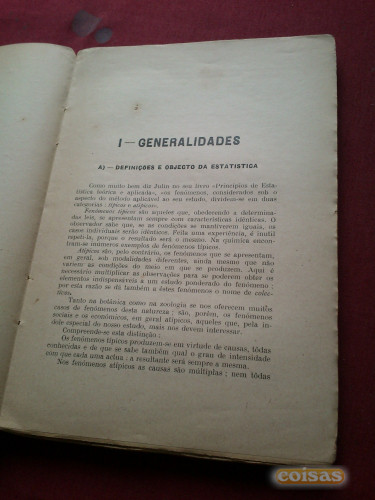 I — GENERALIDADES
A) — DEFINIÇÕES E OBJECTO DA ESTATISTICA
Como muito bem diz Julin no seu livro «Princípios de Esta-
tística teórica e aplicada», «os fenómenos, considerados sob o
aspecto do método aplicável ao seu estudo, dividem-se em duas
categorias : típicos e atípicos».
Fenómenos típicos são aqueles que, obedecendo a determina-
das leis, se apresentam sempre com características idênticas. O
observador sabe que, se as condições se mantiverem iguais, os
casos individuais serão idênticos. Feita uma experiência, é inútil
repeti-la, porque o resultado será o mesmo. Na química encon-
tram-se inúmeros exemplos de fenómenos típicos.
Atípicos são, pelo contrário, os fenómenos que se apresentam,
em geral, sob modalidades diferentes, ainda mesmo que não
variem as condições do meio em que se produzem. Aqui é
necessário multiplicar as observações para se poderem obter os
elementos indispensáveis a um estudo ponderado do fenómeno ;
por esta razão se dá também a êstes fenómenos o nome de colec-
tivos.
Tanto na botânica como na zoologia se nos oferecem muitos
casos de fenómenos desta natureza ; são, porém, os fenómenos
sociais e os económicos, em geral atípicos, aqueles que, pela ín-
dole especial do nosso estudo, mais nos devem interessar.
Compreende-se esta distinção :
Os fenómenos típicos produzem-se em virtude de causas, tôdas
conhecidas e de que se sabe também qual o grau de intensidade
com que cada uma actua : a resultante será sempre a mesma.
Nos fenómenos atípicos as causas são múltiplas ; nem tôdas
coisas